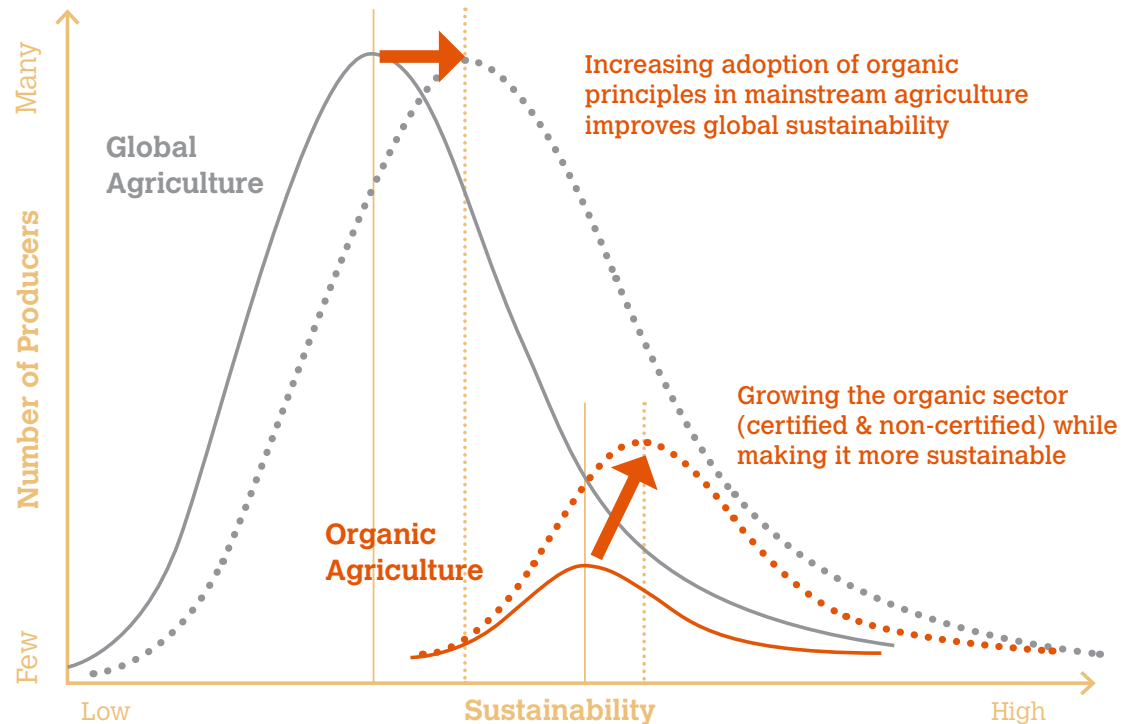 Many
Increasing adoption of organic
principles in mainstream agriculture
improves global sustainability
Global
Agriculture
Number of Producers
Growing the organic sector
(certified & non-certified) while
making it more sustainable
Organic
Agriculture
Few
Low
Sustainability
High